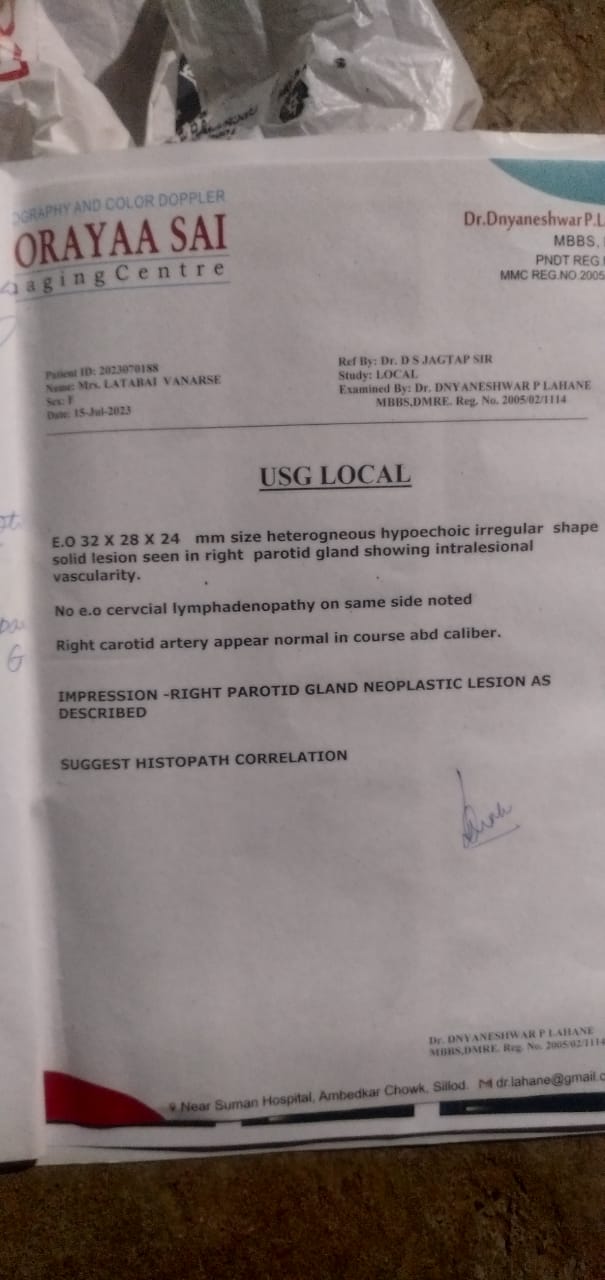 OGRAPHY AND COLOR DOPPLER
ORAYAA SAI
agingCentre
Dr.Dnyaneshwar P.L
MBBS,
PNDT REG
MMC REG.NO 2005
Patient ID: 2023070188
Name: Mrs. LATABAI VANARSE
Sex: F
Date: 15-Jul-2023
Ref By: Dr. D S JAGTAP SIR
Study: LOCAL
Examined By: Dr. DNYANESHWAR P LAHANE
MBBS,DMRE. Reg. No. 2005/02/1114
USG LOCAL
E.O 32 X 28 X 24 mm size heterogneous hypoechoic irregular shape
solid lesion seen in right parotid gland showing intralesional
vascularity.
No e.o cervcial lymphadenopathy on same side noted
Right carotid artery appear normal in course abd caliber.
IMPRESSION -RIGHT PAROTID GLAND NEOPLASTIC LESION AS
DESCRIBED
SUGGEST HISTOPATH CORRELATION
Dr. DNYANESHWAR P LAHANE
MBBS,DMRE. Reg. No. 2005/02/1114
Near Suman Hospital, Ambedkar Chowk, Sillod. dr.lahane@gmail.c